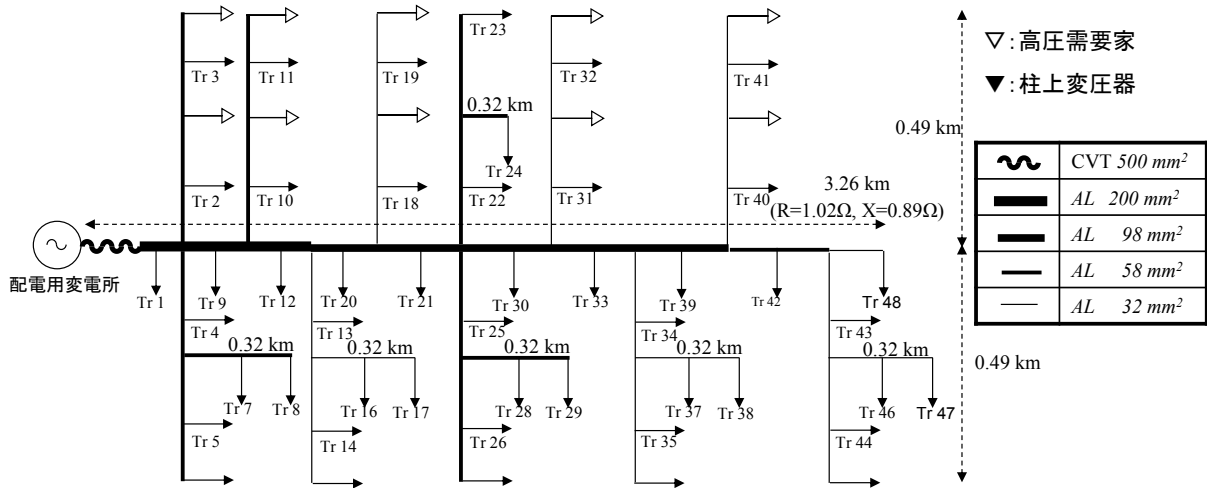 Tr 3
Tr 11
Tr 19
Tr 23
Tr 32
Tr 41
▽:高圧需要家
▼:柱上変圧器
0.32 km
Tr 24
0.49 km
Tr 2
Tr 10
Tr 18
Tr 22
Tr 31
Tr 40
3.26 km
(R=1.02Ω, X=0.89Ω)
CVT 500 mm²
AL 200 mm²
AL 98 mm²
AL 58 mm²
AL 32 mm²
配電用変電所
Tr 1
Tr 9
Tr 12
Tr 20
Tr 21
Tr 30
Tr 33
Tr 39
Tr 42
Tr 48
Tr 4
Tr 13
Tr 25
Tr 34
Tr 43
0.32 km
0.32 km
0.32 km
0.32 km
0.32 km
0.49 km
Tr 7
Tr 8
Tr 16
Tr 17
Tr 28
Tr 29
Tr 37
Tr 38
Tr 46
Tr 47
Tr 5
Tr 14
Tr 26
Tr 35
Tr 44